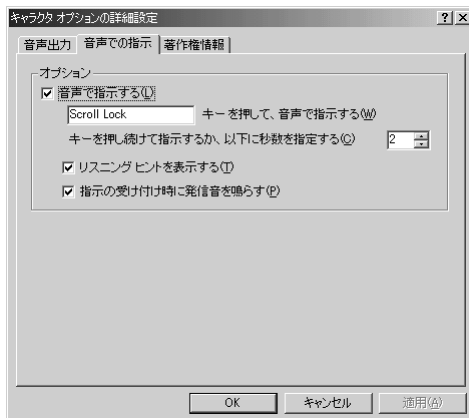 キャラクタ オプションの詳細設定
音声出力 音声での指示 著作権情報
オプション
音声で指示する(L)
Scroll Lock キーを押して、音声で指示する(W)
キーを押し続けて指示するか、以下に秒数を指定する(C) 2
リスニング ヒントを表示する(T)
指示の受け付け時に発信音を鳴らす(P)
OK キャンセル 適用(A)